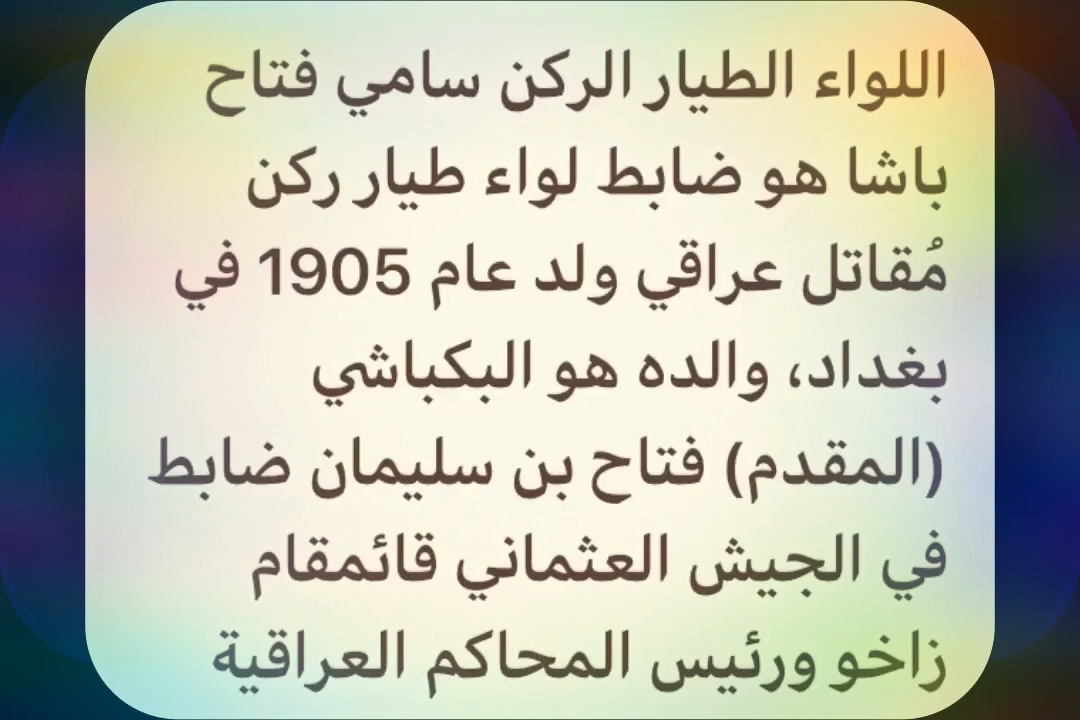 اللواء الطيار الركن سامي فتاح
باشا هو ضابط لواء طيار ركن
مُقاتل عراقي ولد عام 1905 في
بغداد، والده هو البكباشي
(المقدم) فتاح بن سليمان ضابط
في الجيش العثماني قائمقام
زاخو ورئيس المحاكم العراقية